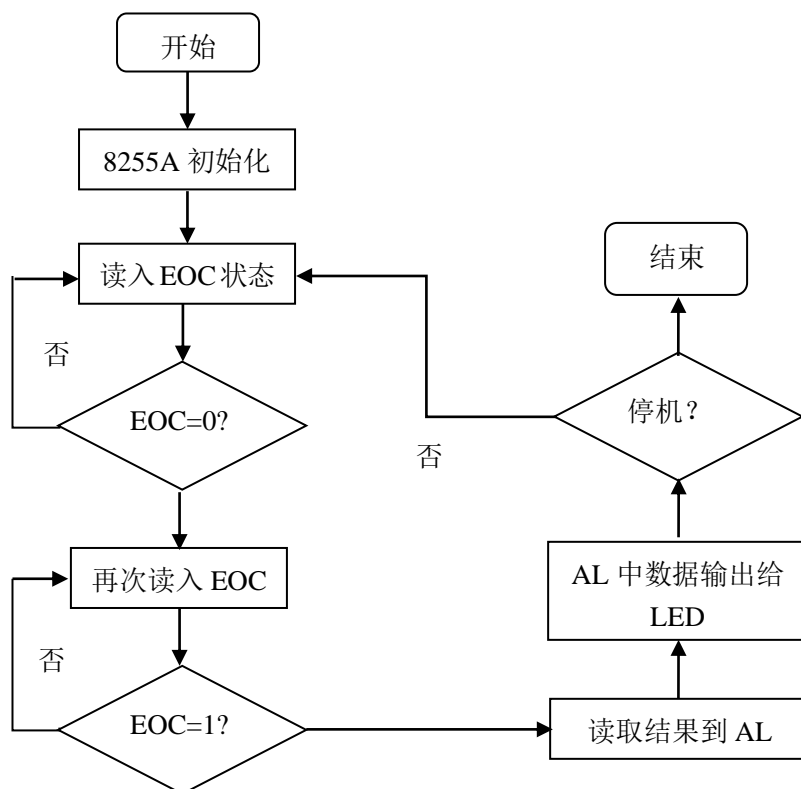 开始
8255A 初始化
读入 EOC 状态
否
EOC=0?
再次读入 EOC
否
EOC=1?
读取结果到 AL
AL 中数据输出给
LED
停机？
否
结束